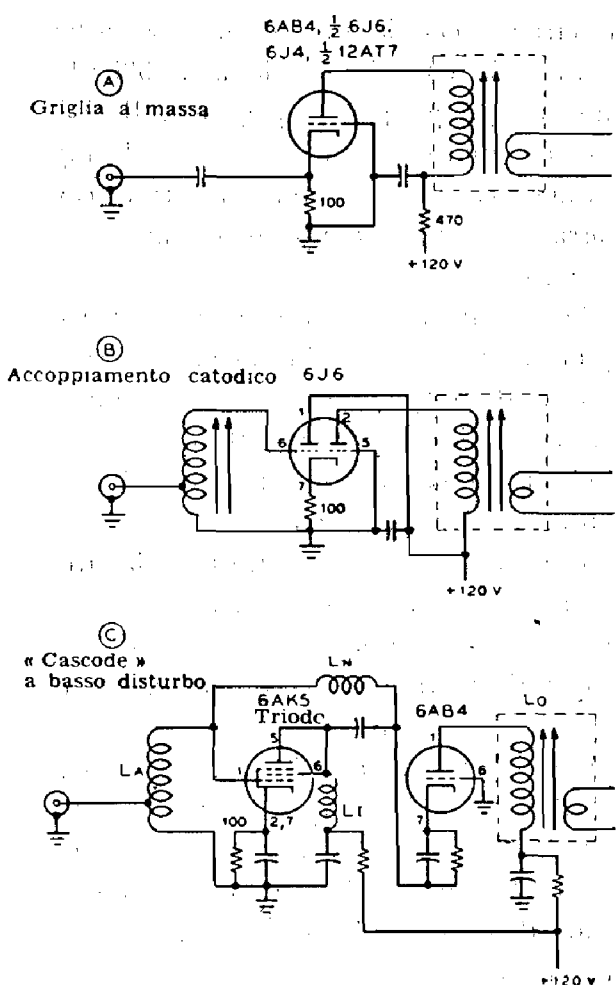 6AB4, ½ 6J6.
6J4, ½ 12AT7
A
Griglia a massa
100
470
+120 V
B
Accoppiamento catodico 6J6
1
2
6
5
7
100
+120 V
C
« Cascode »
a basso disturbo
LN
6AK5
Triodo
6AB4
LO
5
1
LA
1
6
6
100
2,7
LI
7
+120 V